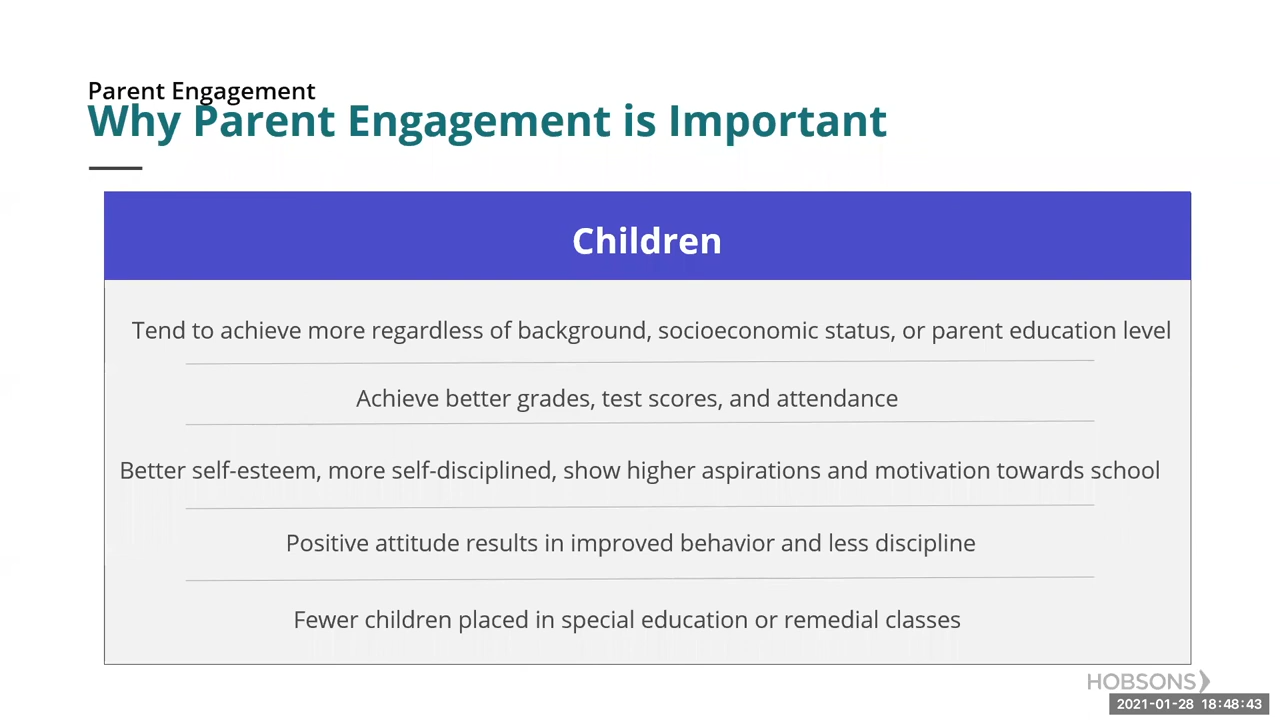 Parent Engagement
Why Parent Engagement is Important
Children
Tend to achieve more regardless of background, socioeconomic status, or parent education level
Achieve better grades, test scores, and attendance
Better self-esteem, more self-disciplined, show higher aspirations and motivation towards school
Positive attitude results in improved behavior and less discipline
Fewer children placed in special education or remedial classes
HOBSONS
2021-01-28 18:48:43